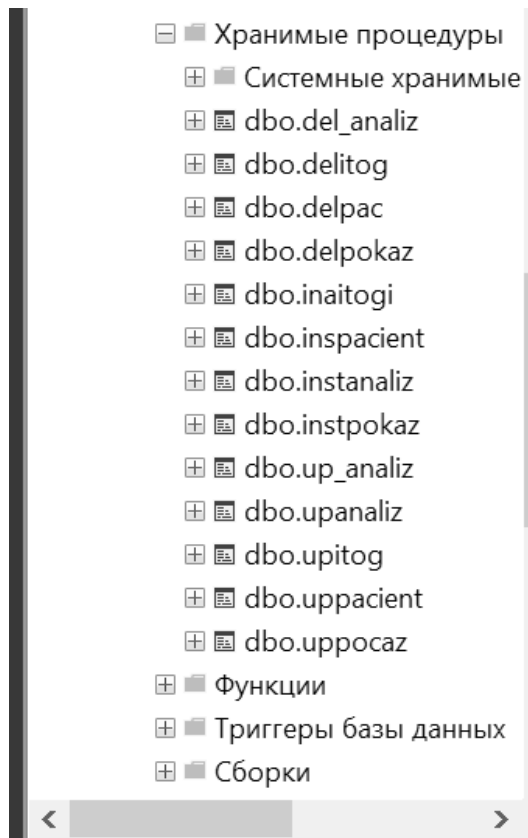 Хранимые процедуры
Системные хранимые
dbo.del_analiz
dbo.delitog
dbo.delpac
dbo.delpokaz
dbo.inaitogi
dbo.inspacient
dbo.instanaliz
dbo.instpokaz
dbo.up_analiz
dbo.upanaliz
dbo.upitog
dbo.uppacient
dbo.uppocaz
Функции
Триггеры базы данных
Сборки